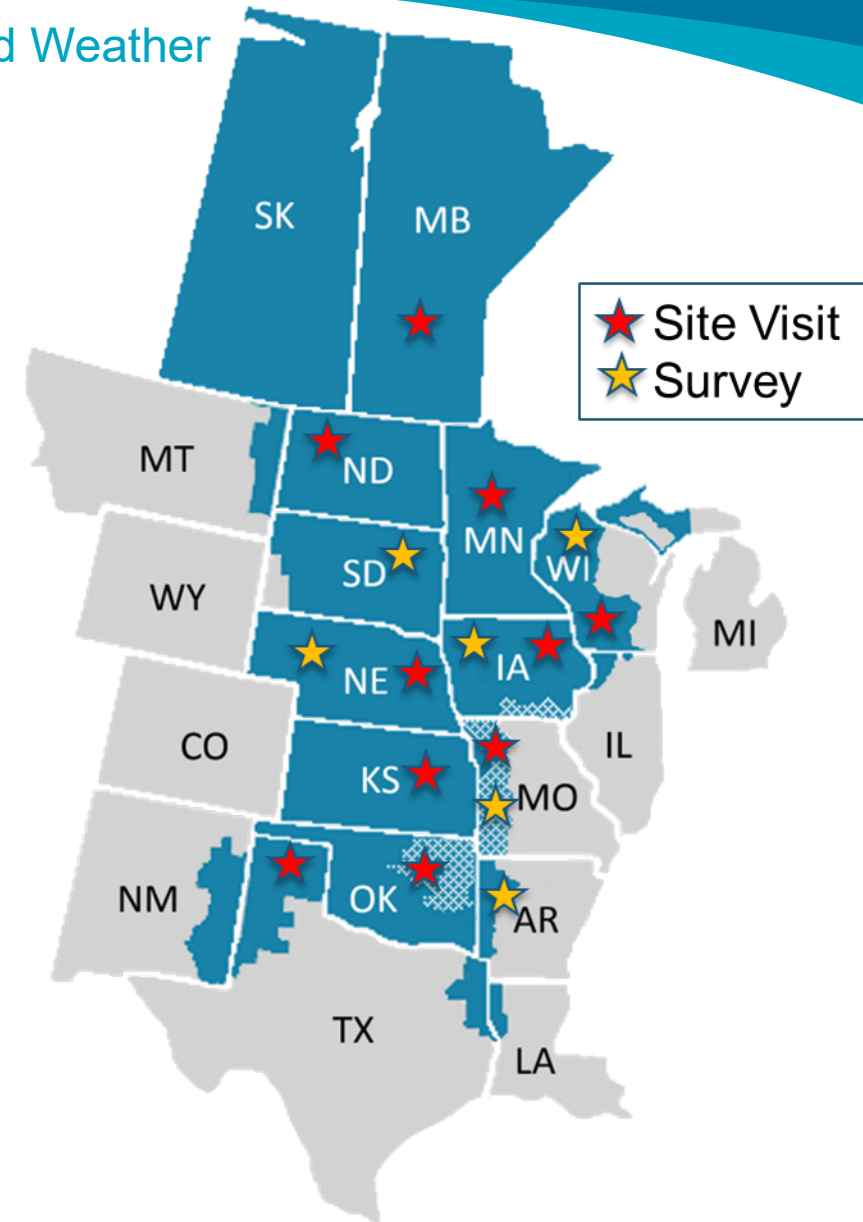 d Weather
SK
MB
Site Visit
Survey
MT
ND
MN
SD
WI
WY
MI
NE
IA
CO
IL
KS
MO
NM
OK
AR
TX
LA